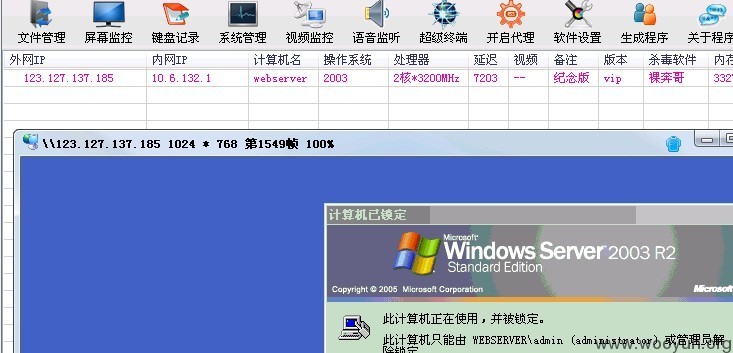 文件管理 屏幕监控 键盘记录 系统管理 视频监控 语音监听 超级终端 开启代理 软件设置 生成程序 关于程序
外网IP 内网IP 计算机名 操作系统 处理器 延迟 视频 备注 版本 杀毒软件 内存
123.127.137.185 10.6.132.1 webserver 2003 2核*3200MHz 7203 -- 纪念版 vip 裸奔哥 332
\\123.127.137.185 1024 * 768 第1549帧 100%
计算机已锁定
Microsoft
Windows Server 2003 R2
Standard Edition
Copyright © 2005 Microsoft Corporation
Microsoft
此计算机正在使用，并被锁定。
此计算机只能由 WEBSERVER\admin (administrator) 或管理员解
除锁定
www.wooyun.org